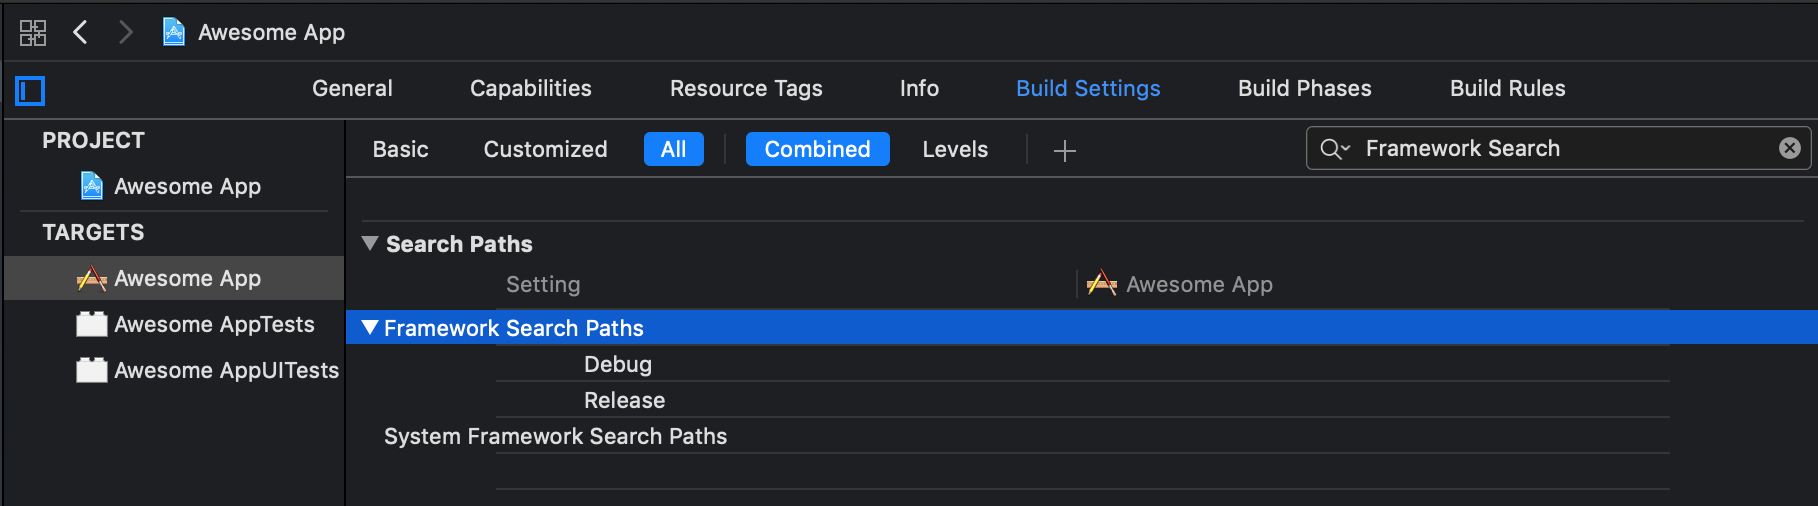 Awesome App
General Capabilities Resource Tags Info Build Settings Build Phases Build Rules
PROJECT
Awesome App
TARGETS
Awesome App
Awesome AppTests
Awesome AppUITests
Basic Customized All Combined Levels Framework Search
Search Paths
Setting Awesome App
Framework Search Paths
Debug
Release
System Framework Search Paths